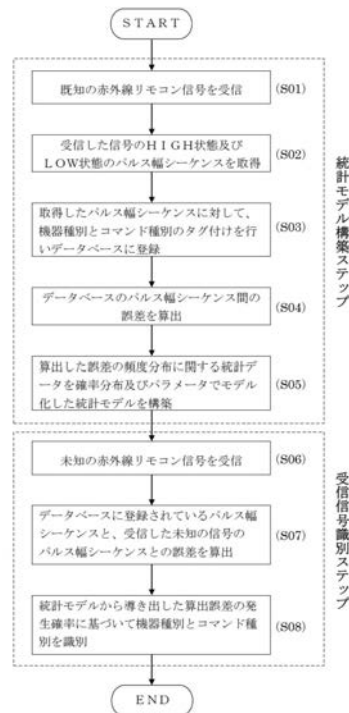 START
既知の赤外線リモコン信号を受信
(S01)
受信した信号のHIGH状態及び
LOW状態のパルス幅シーケンスを取得
(S02)
取得したパルス幅シーケンスに対して、
機器種別とコマンド種別のタグ付けを行
いデータベースに登録
(S03)
データベースのパルス幅シーケンス間の
誤差を算出
(S04)
算出した誤差の頻度分布に関する統計デー
タを確率分布及びパラメータでモデル
化した統計モデルを構築
(S05)
統計モデル構築ステップ
未知の赤外線リモコン信号を受信
(S06)
データベースに登録されているパルス幅
シーケンスと、受信した未知の信号の
パルス幅シーケンスとの誤差を算出
(S07)
統計モデルから導き出した算出誤差の発
生確率に基づいて機器種別とコマンド種
別を識別
(S08)
受信信号識別ステップ
END